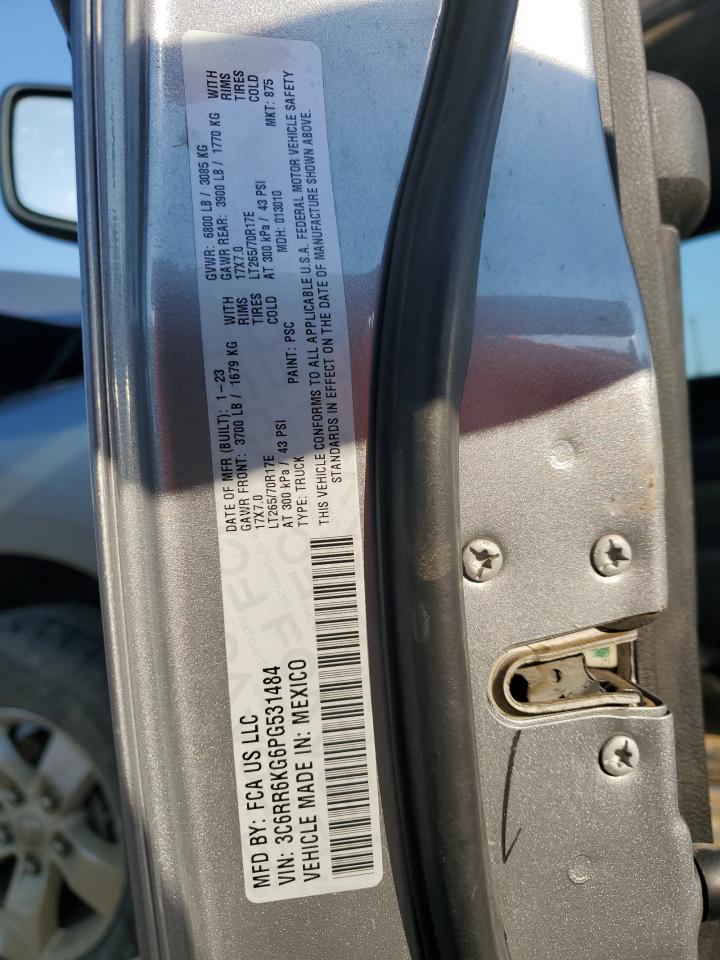 MFD BY: FCA US LLC
DATE OF MFR (BUILT): 1-23
GVWR: 6800 LB / 3085 KG
GAWR FRONT: 3700 LB / 1679 KG WITH
17X7.0 RIMS
LT265/70R17E TIRES
AT 300 kPa / 43 PSI COLD
GAWR REAR: 3900 LB / 1770 KG WITH
17X7.0 RIMS
LT265/70R17E TIRES
AT 300 kPa / 43 PSI COLD
VIN: 3C6RR6KG6PG531484
TYPE: TRUCK PAINT: PSC MDH: 013010 MKT: 875
VEHICLE MADE IN: MEXICO
THIS VEHICLE CONFORMS TO ALL APPLICABLE U.S.A. FEDERAL MOTOR VEHICLE SAFETY
STANDARDS IN EFFECT ON THE DATE OF MANUFACTURE SHOWN ABOVE.